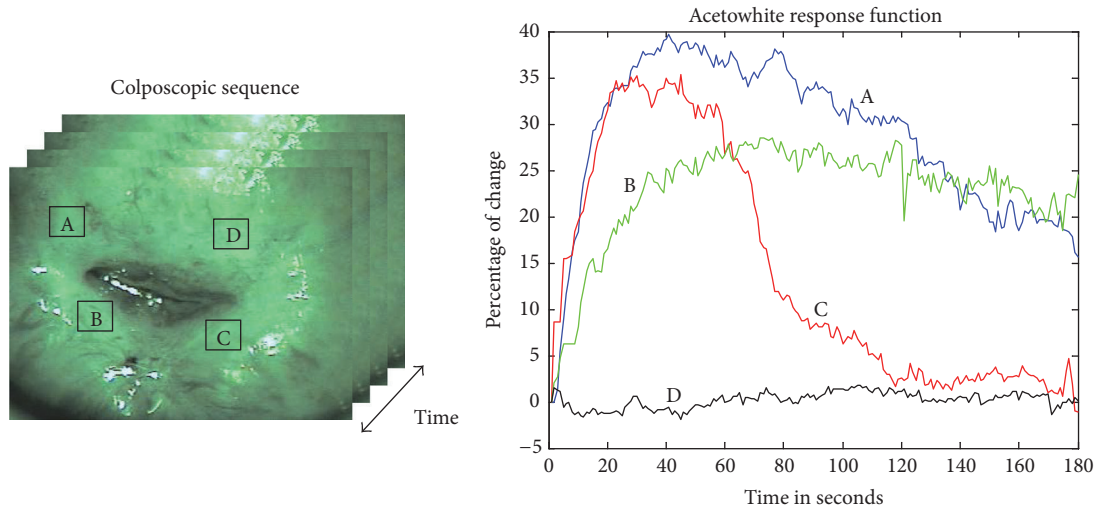 Colposcopic sequence
A
D
B
C
Time
Acetowhite response function
Percentage of change
40
35
30
25
20
15
10
5
0
−5
A
B
C
D
0 20 40 60 80 100 120 140 160 180
Time in seconds